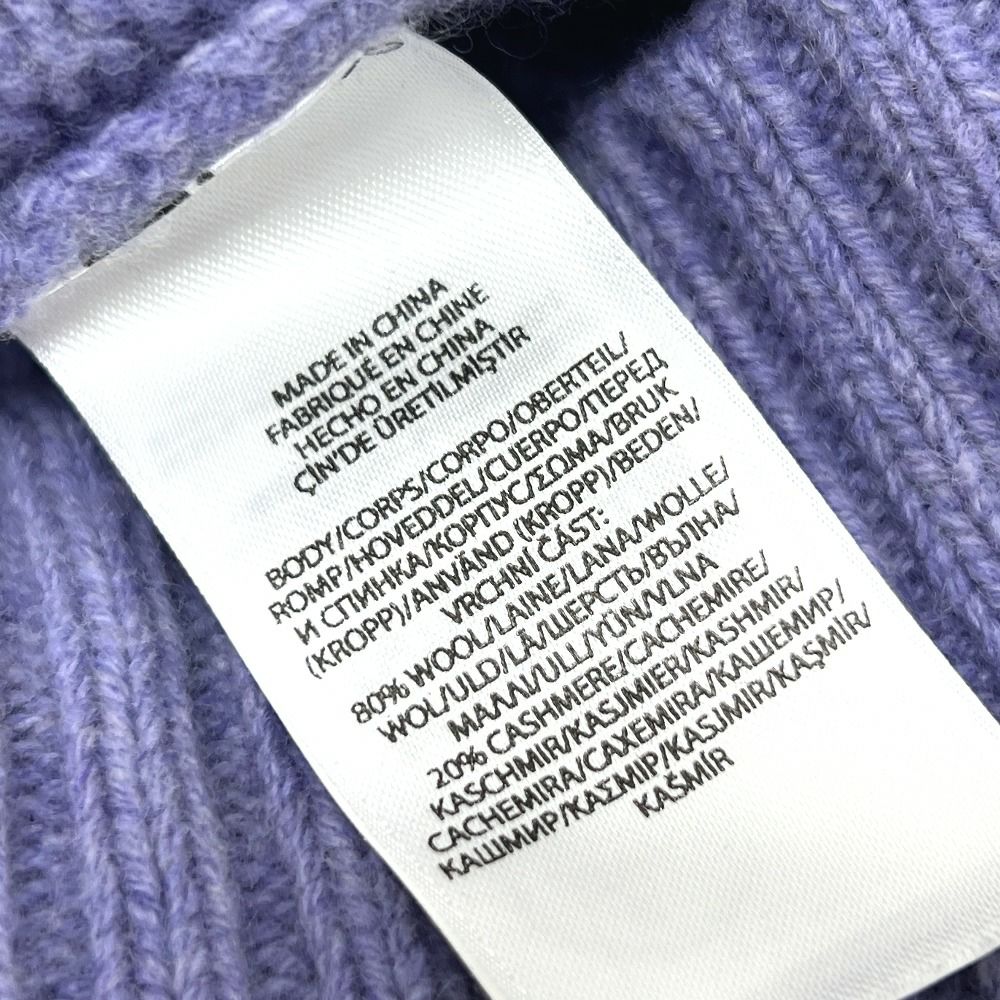 MADE IN CHINA
FABRIQUÉ EN CHINE
HECHO EN CHINA
ÇİN'DE ÜRETİLMİŞTİR
BODY/CORPS/CORPO/OBERTEIL/
ROMP/HOVEDDEL/CUERPO/ПЕРЕД
И СПИНКА/КОРПУС/ΣΩΜΑ/BRUK
(KROPP)/ANVÄND (KROPP)/BEDEN/
VRCHNÍ ČÁST:
80% WOOL/LAINE/LANA/WOLLE/
WOL/ULD/LÃ/ШЕРСТЬ/ВЪЛНА/
ΜΑΛΛΙ/ULL/YÜN/VLNA
20% CASHMERE/CACHEMIRE/
KASCHMIR/KASJMIER/KASHMIR/
CACHEMIRA/CAXEMIRA/КАШЕМИР/
КАШМИР/ΚΑΣΜΙΡ/KASJMIR/KAŞMİR/
KAŠMÍR